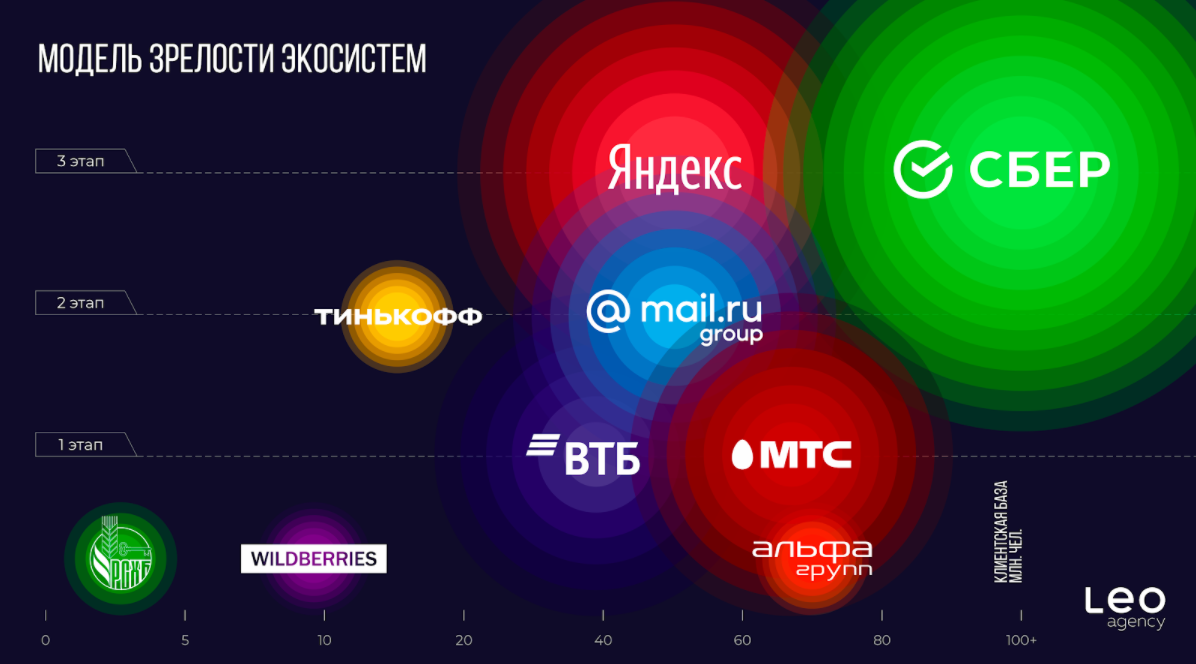 МОДЕЛЬ ЗРЕЛОСТИ ЭКОСИСТЕМ
3 этап
Яндекс
СБЕР
2 этап
ТИНЬКОФФ
@mail.ru
group
1 этап
ВТБ
МТС
РСХБ
WILDBERRIES
альфа
групп
КЛИЕНТСКАЯ БАЗА
МЛН. ЧЕЛ.
Leo
agency
0 5 10 20 40 60 80 100+